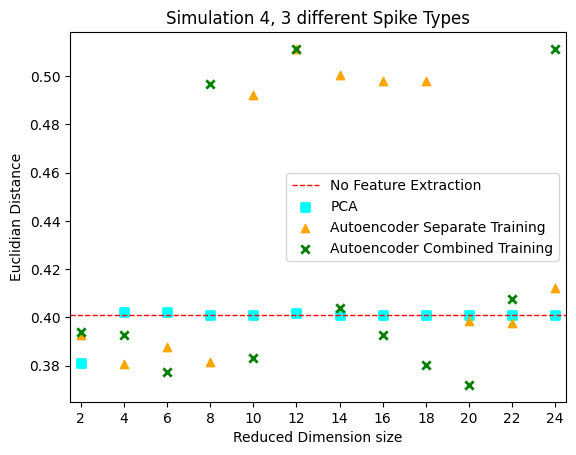 Simulation 4, 3 different Spike Types
Euclidian Distance
0.50
0.48
0.46
0.44
0.42
0.40
0.38
No Feature Extraction
PCA
Autoencoder Separate Training
Autoencoder Combined Training
2 4 6 8 10 12 14 16 18 20 22 24
Reduced Dimension size